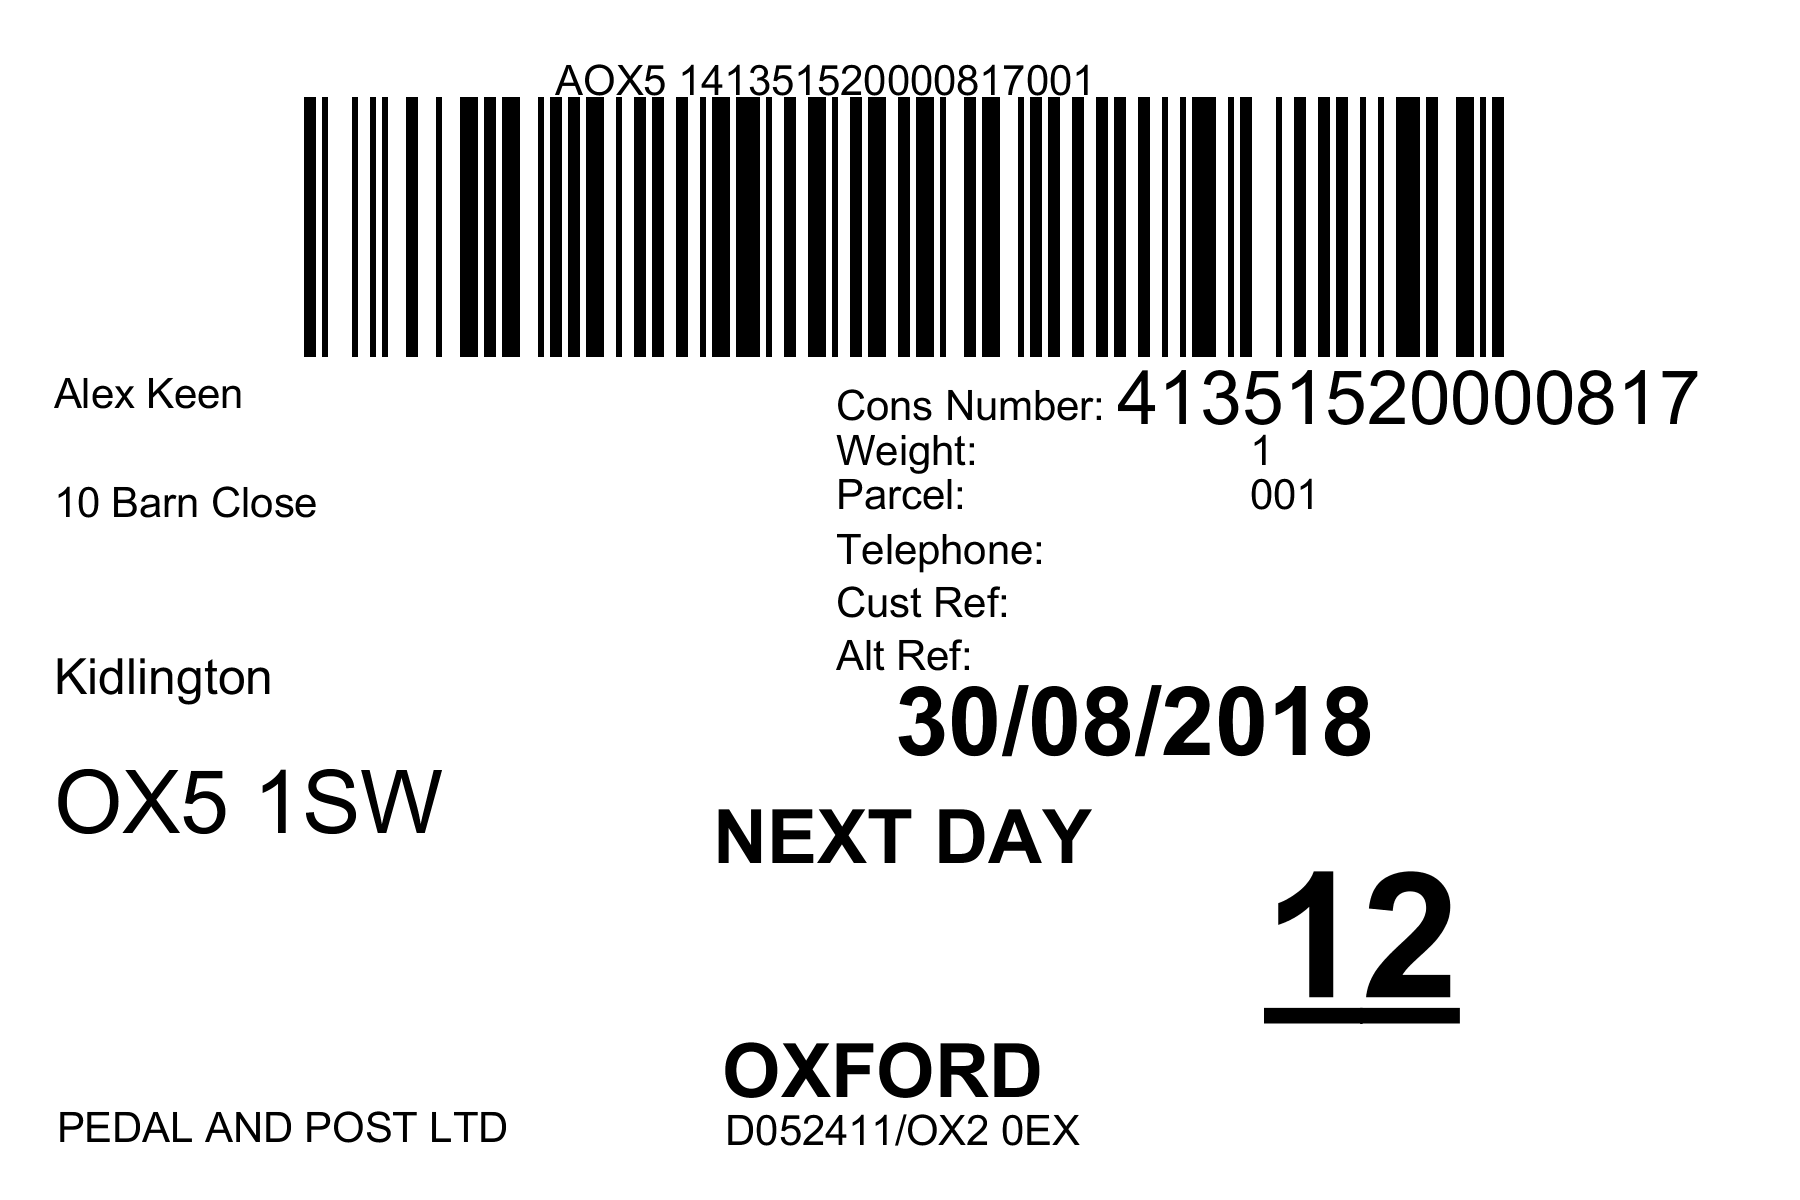 AOX5 141351520000817001
Alex Keen
10 Barn Close
Kidlington
OX5 1SW
Cons Number: 41351520000817
Weight: 1
Parcel: 001
Telephone:
Cust Ref:
Alt Ref:
30/08/2018
NEXT DAY
12
OXFORD
PEDAL AND POST LTD
D052411/OX2 0EX